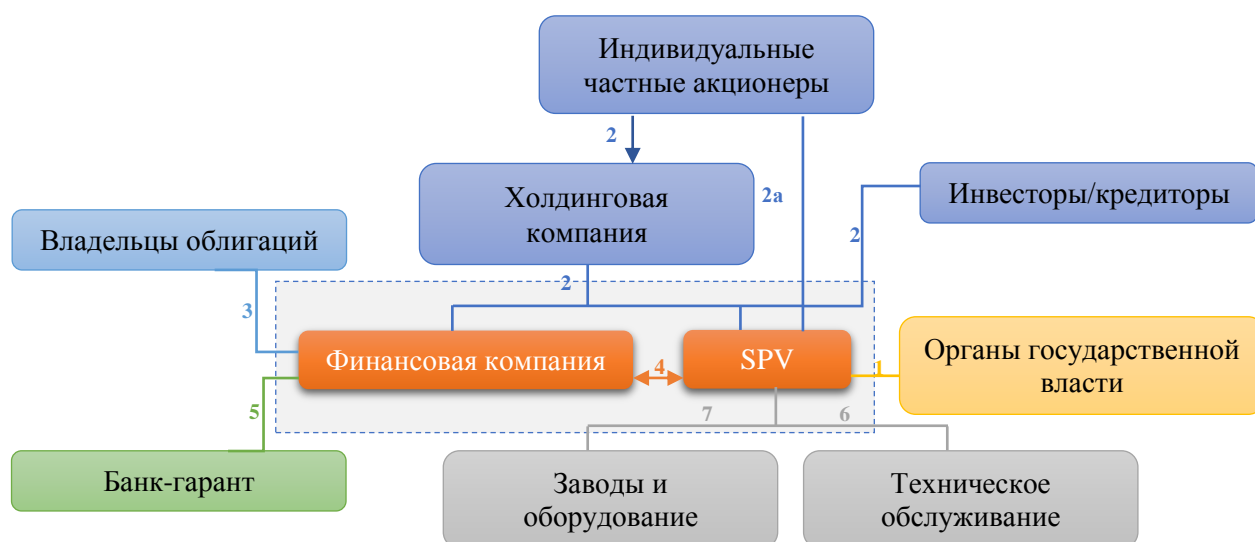 Индивидуальные
частные акционеры
2
Холдинговая
компания
2а
Инвесторы/кредиторы
2
Владельцы облигаций
2
3
Финансовая компания
4
SPV
1
Органы государственной
власти
5
7
6
Банк-гарант
Заводы и
оборудование
Техническое
обслуживание